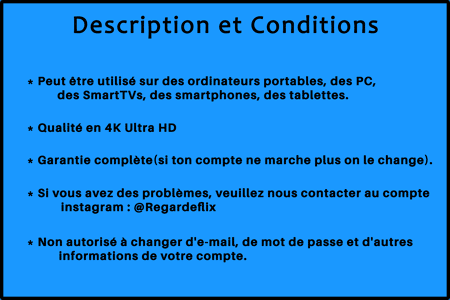 Description et Conditions
* Peut être utilisé sur des ordinateurs portables, des PC,
des SmartTVs, des smartphones, des tablettes.
* Qualité en 4K Ultra HD
* Garantie complète(si ton compte ne marche plus on le change).
* Si vous avez des problèmes, veuillez nous contacter au compte
instagram : @Regardeflix
* Non autorisé à changer d'e-mail, de mot de passe et d'autres
informations de votre compte.